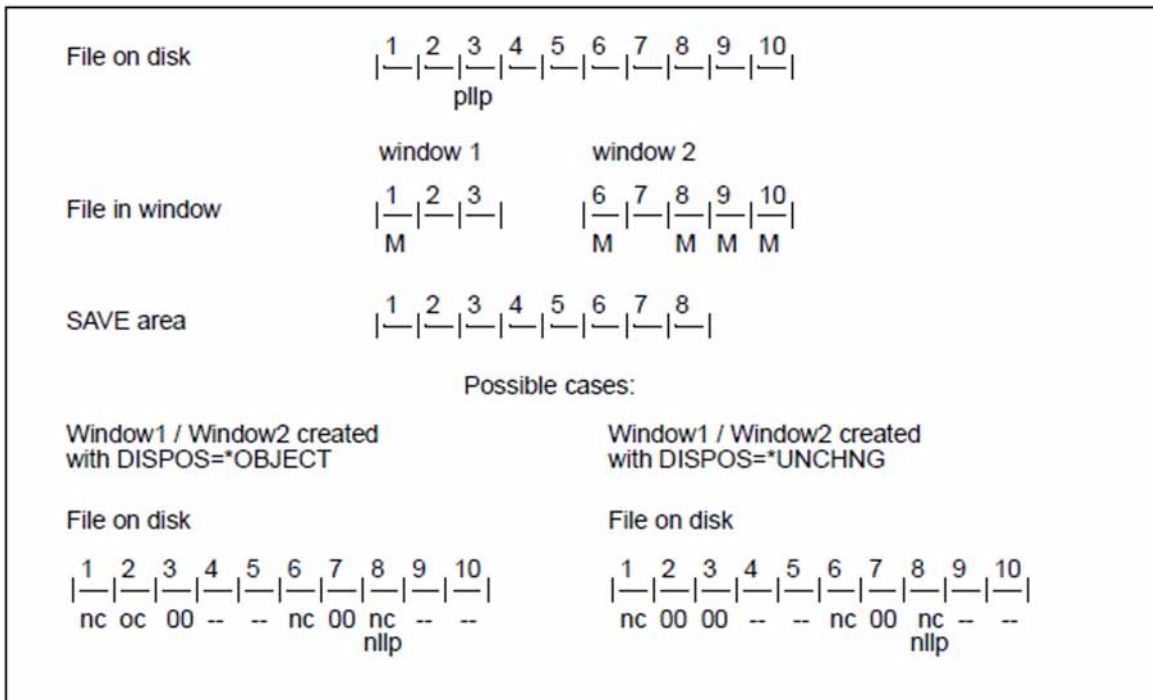 File on disk |1|2|3|4|5|6|7|8|9|10|
pllp
window 1 window 2
File in window |1|2|3| |6|7|8|9|10|
M M M M M
SAVE area |1|2|3|4|5|6|7|8|
Possible cases:
Window1 / Window2 created
with DISPOS=*OBJECT
File on disk
|1|2|3|4|5|6|7|8|9|10|
nc oc 00 -- -- nc 00 nc -- --
nllp
Window1 / Window2 created
with DISPOS=*UNCHNG
File on disk
|1|2|3|4|5|6|7|8|9|10|
nc 00 00 -- -- nc 00 nc -- --
nllp